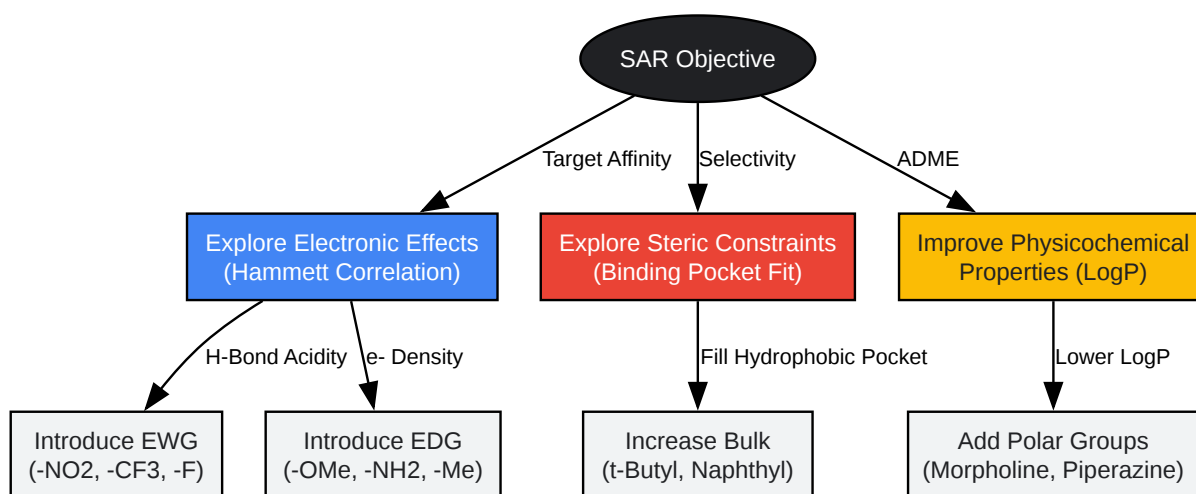 SAR Objective
Target Affinity
Selectivity
ADME
Explore Electronic Effects
(Hammett Correlation)
Explore Steric Constraints
(Binding Pocket Fit)
Improve Physicochemical
Properties (LogP)
H-Bond Acidity
e- Density
Fill Hydrophobic Pocket
Lower LogP
Introduce EWG
(-NO2, -CF3, -F)
Introduce EDG
(-OMe, -NH2, -Me)
Increase Bulk
(t-Butyl, Naphthyl)
Add Polar Groups
(Morpholine, Piperazine)